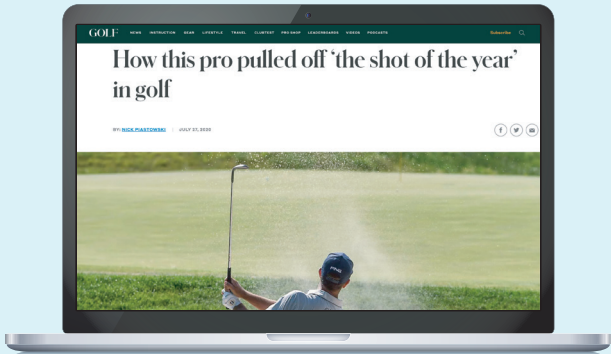 GOLF NEWS INSTRUCTION GEAR LIFESTYLE TRAVEL CLUBTEST PRO SHOP LEADERBOARDS VIDEOS PODCASTS Subscribe
How this pro pulled off ‘the shot of the year’
in golf
BY: NICK PIASTOWSKI | JULY 27, 2020
f
PING